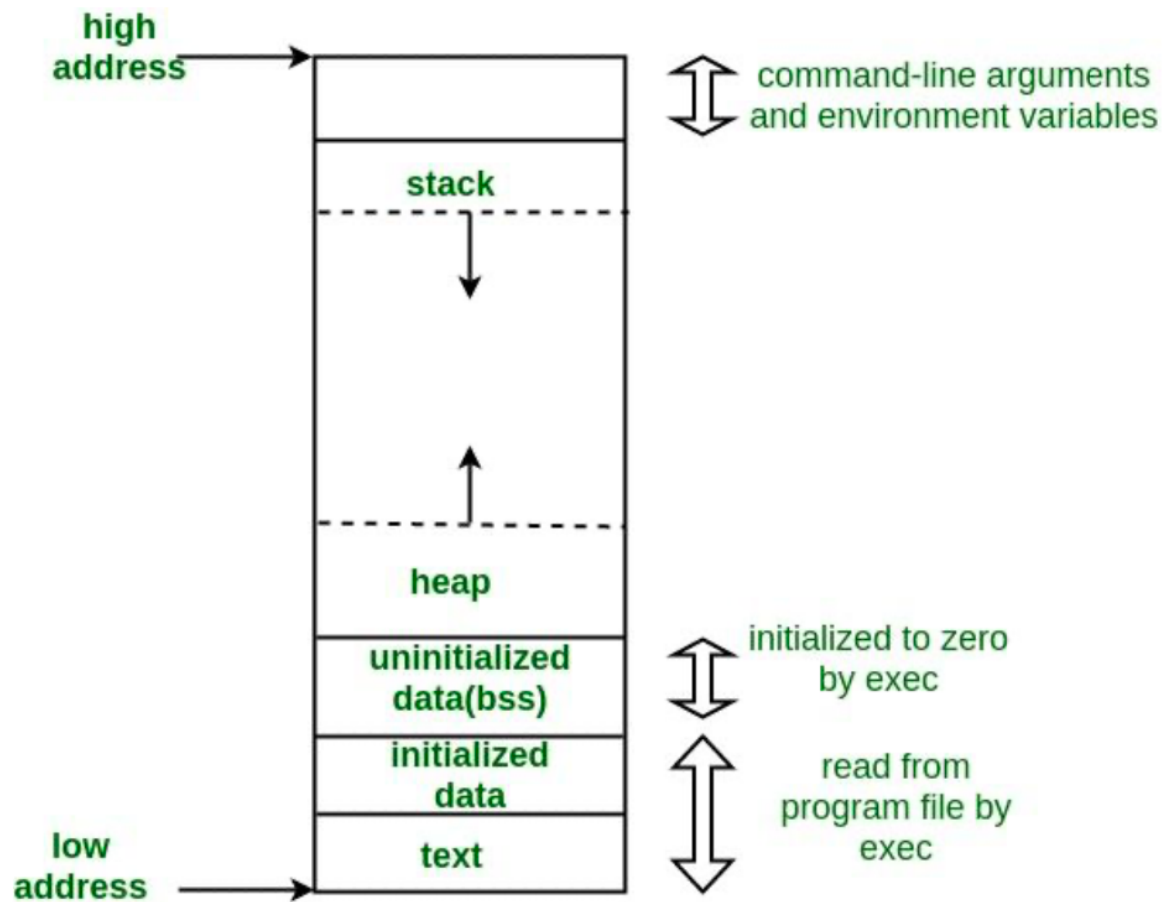 high
address
command-line arguments
and environment variables
stack
heap
uninitialized
data(bss)
initialized to zero
by exec
initialized
data
read from
program file by
exec
text
low
address